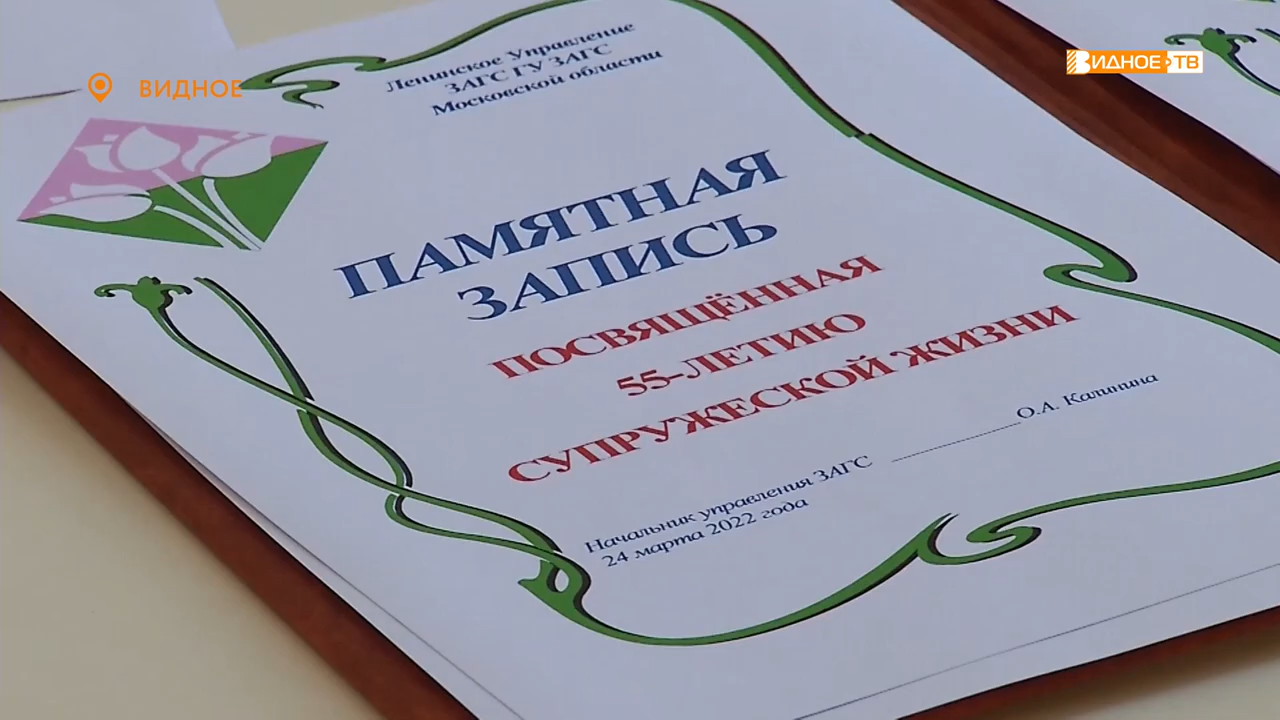 ВИДНОЕ
ВИДНОЕ ТВ
Ленинское Управление
ЗАГС ГУ ЗАГС
Московской области
ПАМЯТНАЯ
ЗАПИСЬ
ПОСВЯЩЁННАЯ
55-ЛЕТИЮ
СУПРУЖЕСКОЙ ЖИЗНИ
Начальник управления ЗАГС ____________О.А. Калинина
24 марта 2022 года